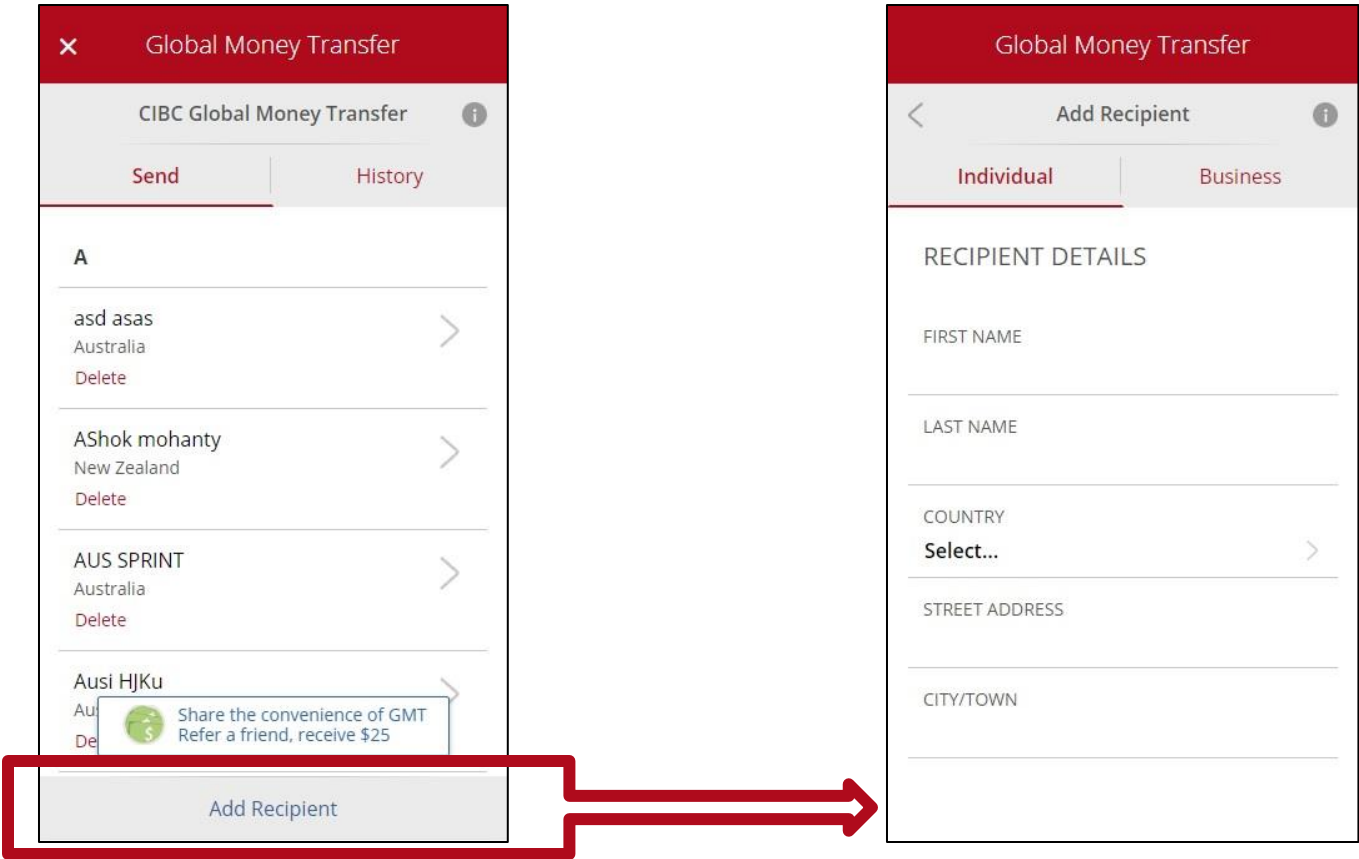 Global Money Transfer
CIBC Global Money Transfer
Send History
A
asd asas
Australia
Delete
AShok mohanty
New Zealand
Delete
AUS SPRINT
Australia
Delete
Ausi HJKu
Share the convenience of GMT
Refer a friend, receive $25
Add Recipient
Global Money Transfer
Add Recipient
Individual Business
RECIPIENT DETAILS
FIRST NAME
LAST NAME
COUNTRY
Select...
STREET ADDRESS
CITY/TOWN